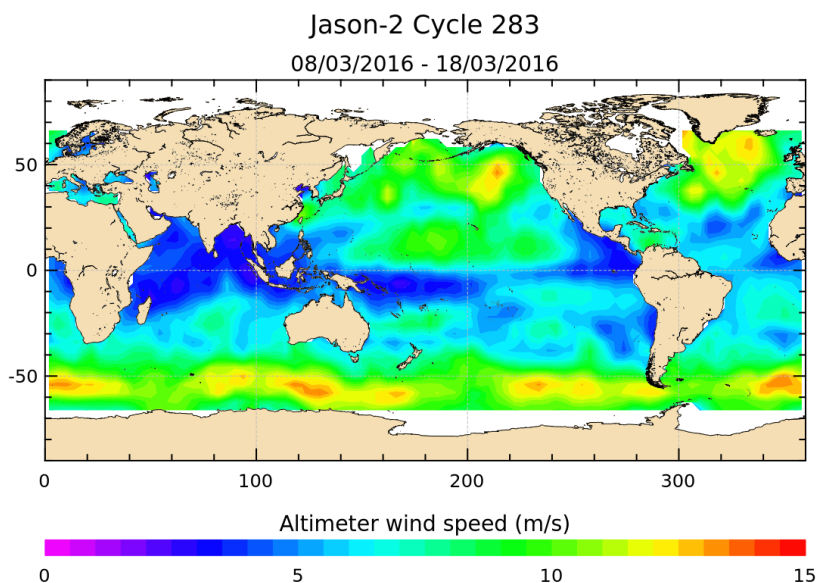 Jason-2 Cycle 283
08/03/2016 - 18/03/2016
50
0
-50
0 100 200 300
Altimeter wind speed (m/s)
0 5 10 15